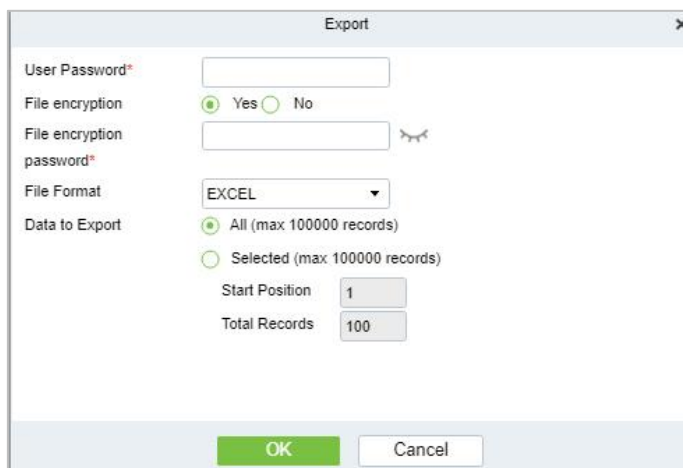 Export
User Password*
File encryption Yes No
File encryption
password*
File Format EXCEL
Data to Export All (max 100000 records)
Selected (max 100000 records)
Start Position 1
Total Records 100
OK Cancel